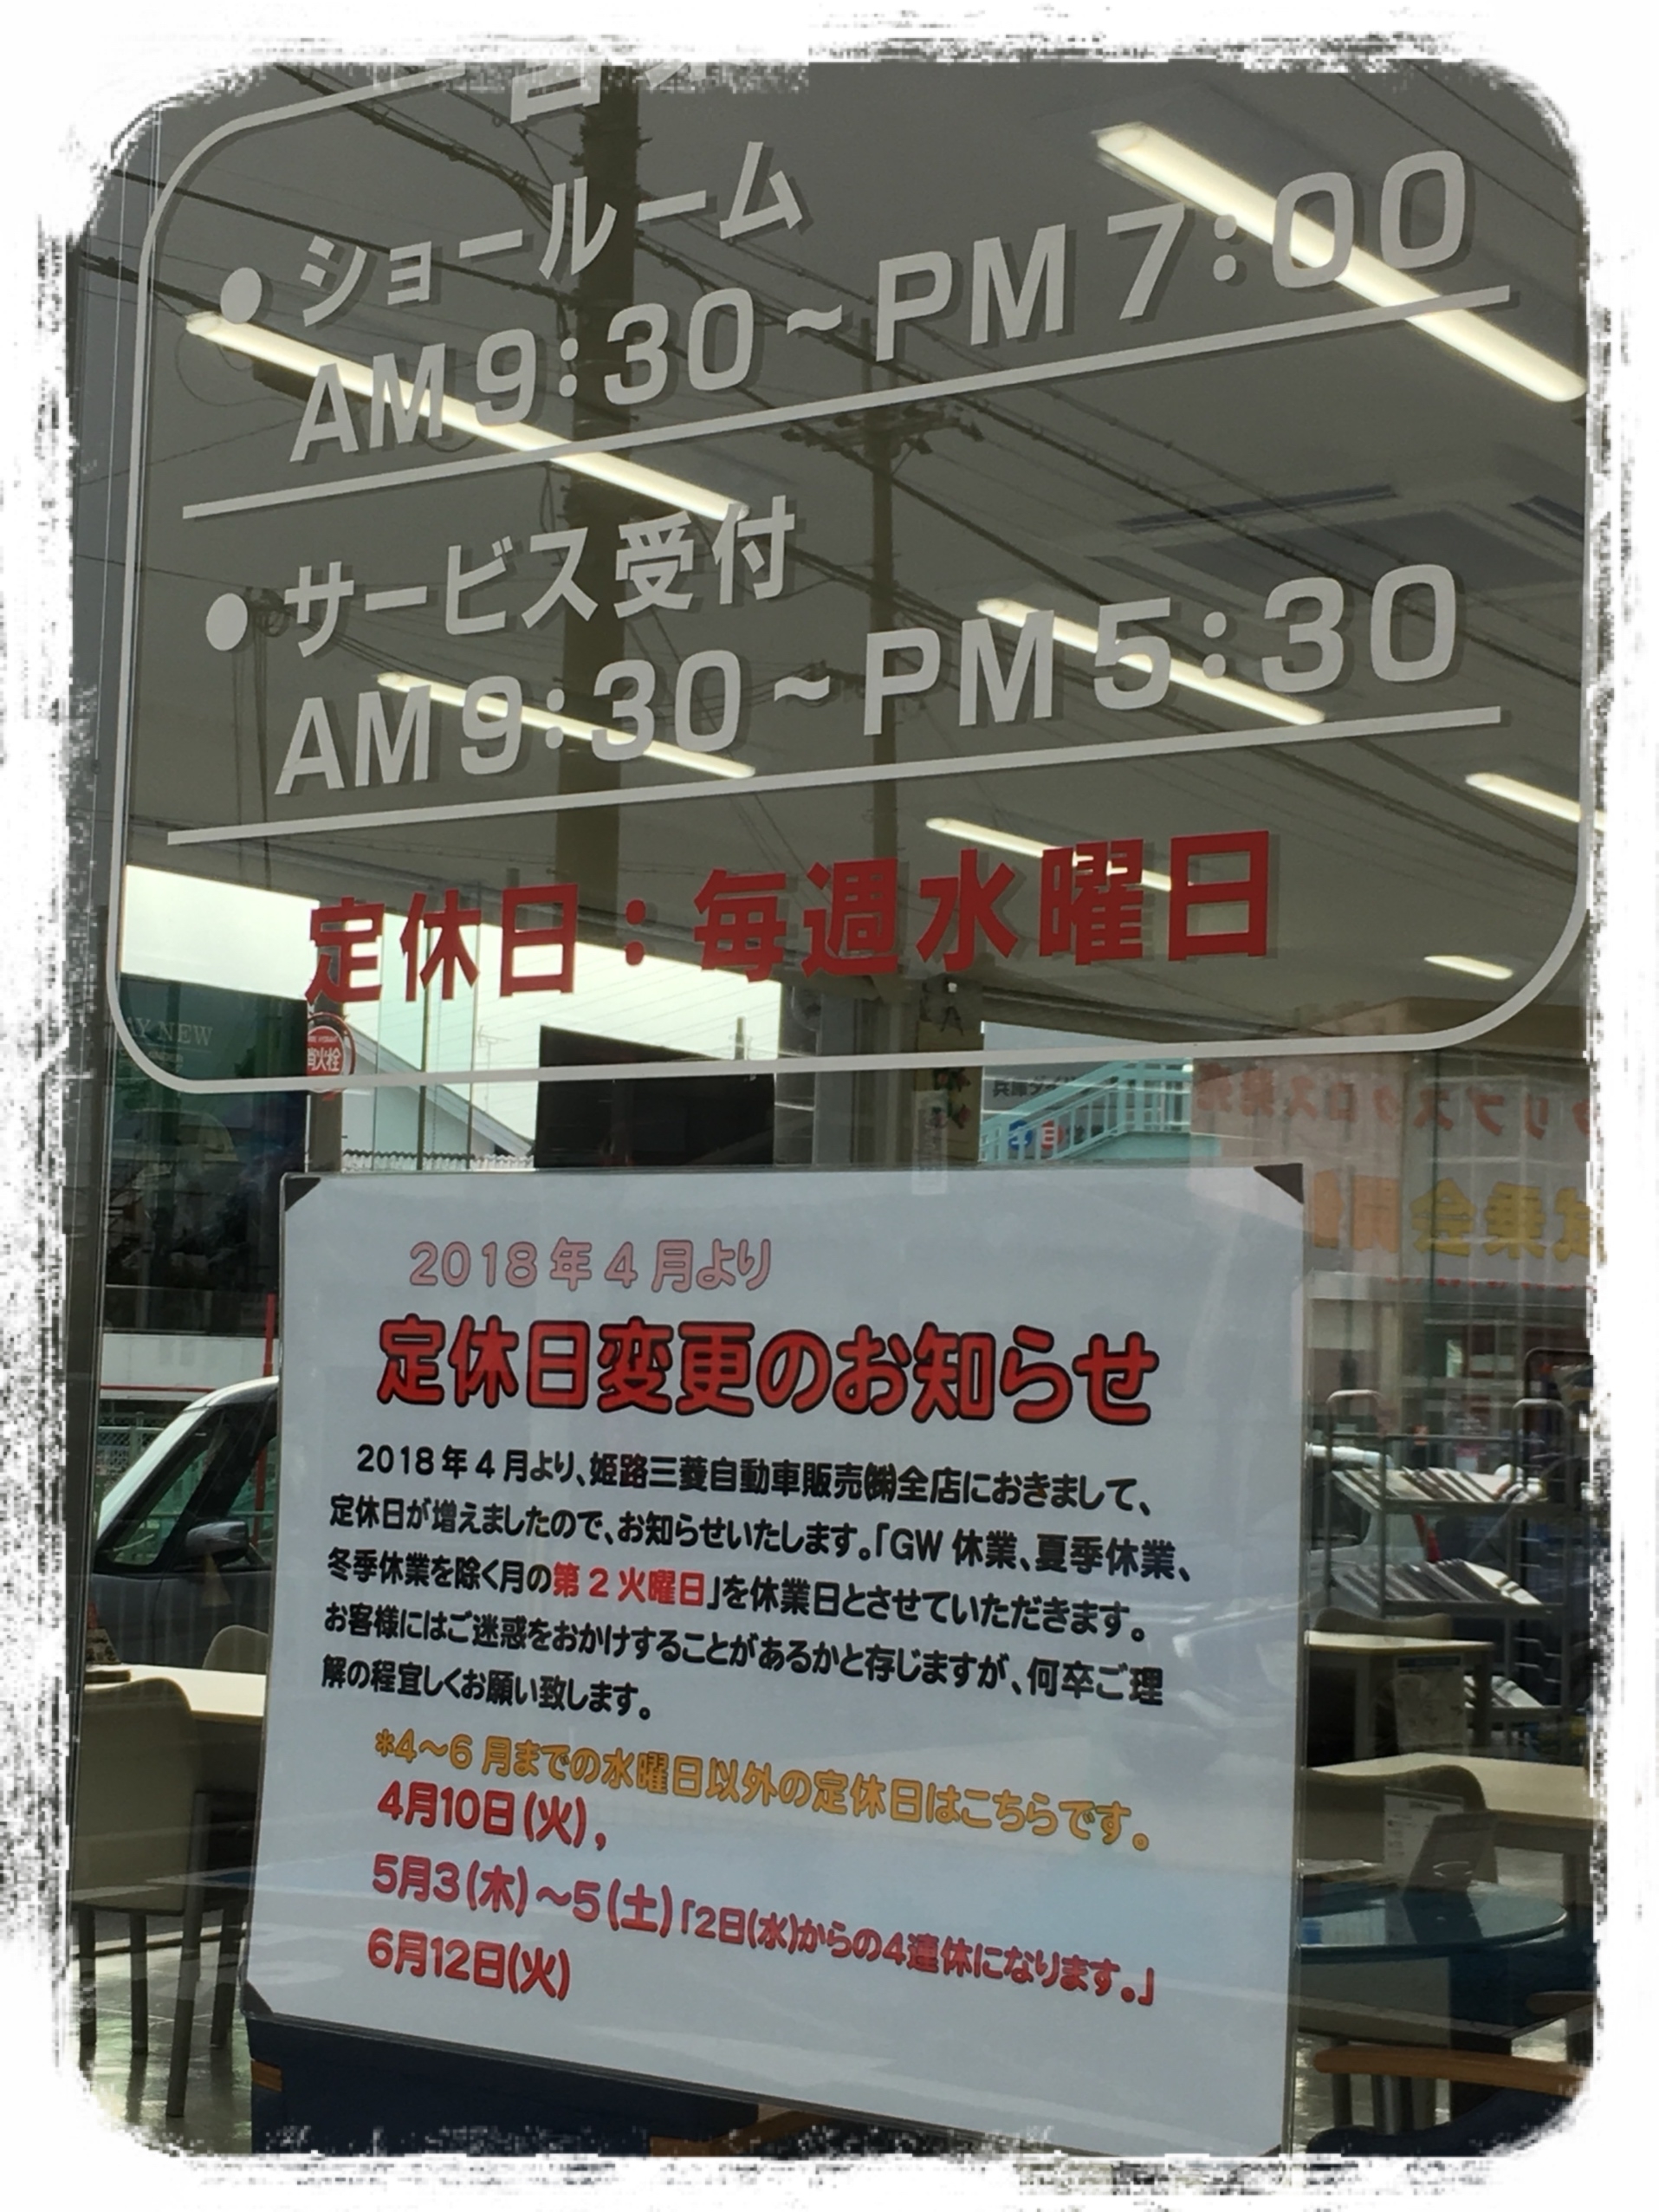 ●ショールーム
AM9:30~PM7:00
●サービス受付
AM9:30~PM5:30
定休日：毎週水曜日
AY NEW
消火栓
2018年4月より
定休日変更のお知らせ
2018年4月より、姫路三菱自動車販売㈱全店におきまして、
定休日が増えましたので、お知らせいたします。「GW休業、夏季休業、
冬季休業を除く月の第2火曜日」を休業日とさせていただきます。
お客様にはご迷惑をおかけすることがあるかと存じますが、何卒ご理
解の程宜しくお願い致します。
*4～6月までの水曜日以外の定休日はこちらです。
4月10日(火),
5月3(木)～5(土)「2日(水)からの4連休になります。」
6月12日(火)